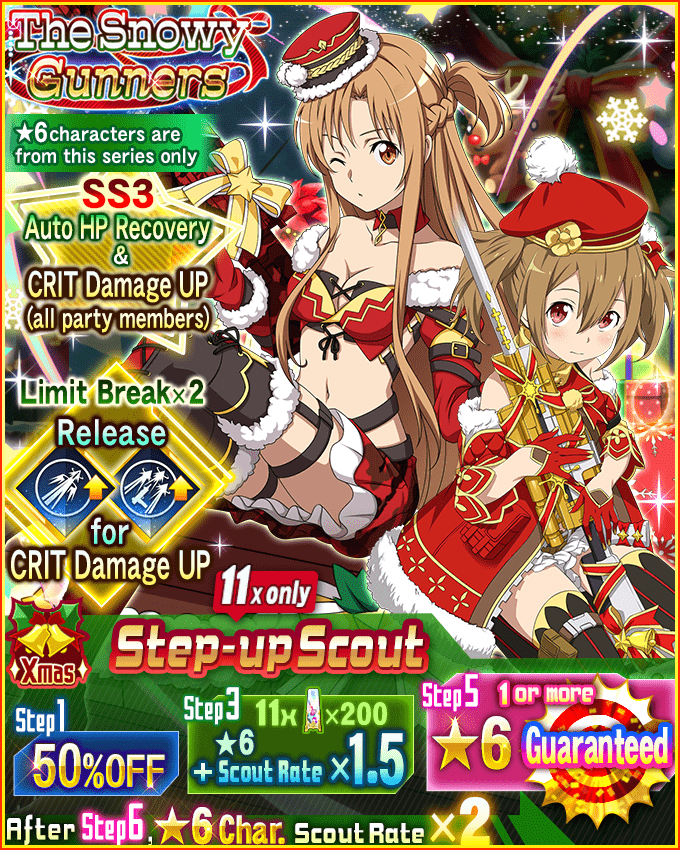 The Snowy
Gunners
★6 characters are
from this series only
SS3
Auto HP Recovery
&
CRIT Damage UP
(all party members)
Limit Break×2
Release
for
CRIT Damage UP
11x only
Xmas
Step-up Scout
Step1
50%OFF
Step3
11x ×200
★6
+ Scout Rate ×1.5
Step5 1 or more
★6 Guaranteed
After Step6, ★6 Char. Scout Rate ×2